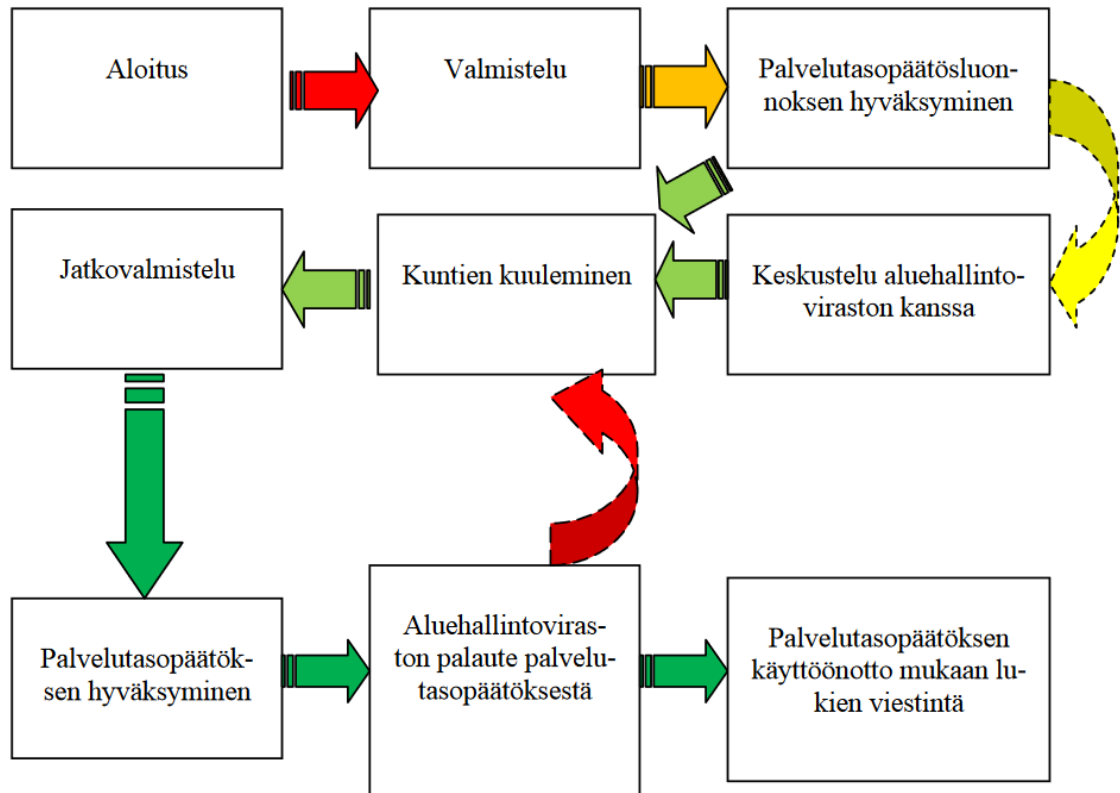 Aloitus
Valmistelu
Palvelutasopäätösluon-
noksen hyväksyminen
Jatkovalmistelu
Kuntien kuuleminen
Keskustelu aluehallinto-
viraston kanssa
Palvelutasopäätök-
sen hyväksyminen
Aluehallintoviras-
ton palaute palvelu-
tasopäätöksestä
Palvelutasopäätöksen
käyttöönotto mukaan lu-
kien viestintä